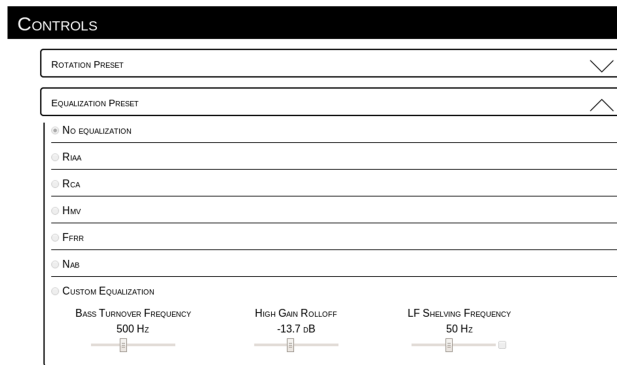 Controls
Rotation Preset
Equalization Preset
No equalization
Riaa
Rca
Hmv
Ffrr
Nab
Custom Equalization
Bass Turnover Frequency High Gain Rolloff LF Shelving Frequency
500 Hz -13.7 dB 50 Hz